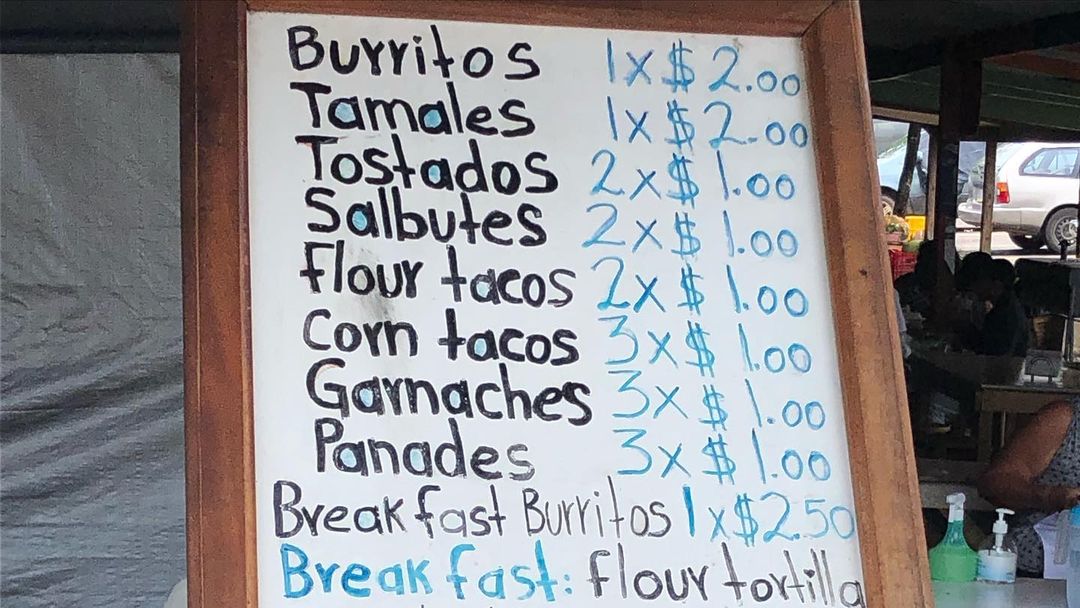 Burritos 1x $2.00
Tamales 1x $2.00
Tostados 2x $1.00
Salbutes 2x $1.00
Flour tacos 2x $1.00
Corn tacos 3x $1.00
Garnaches 3x $1.00
Panades 3x $1.00
Breakfast Burritos 1x $2.50
Breakfast: flour tortilla